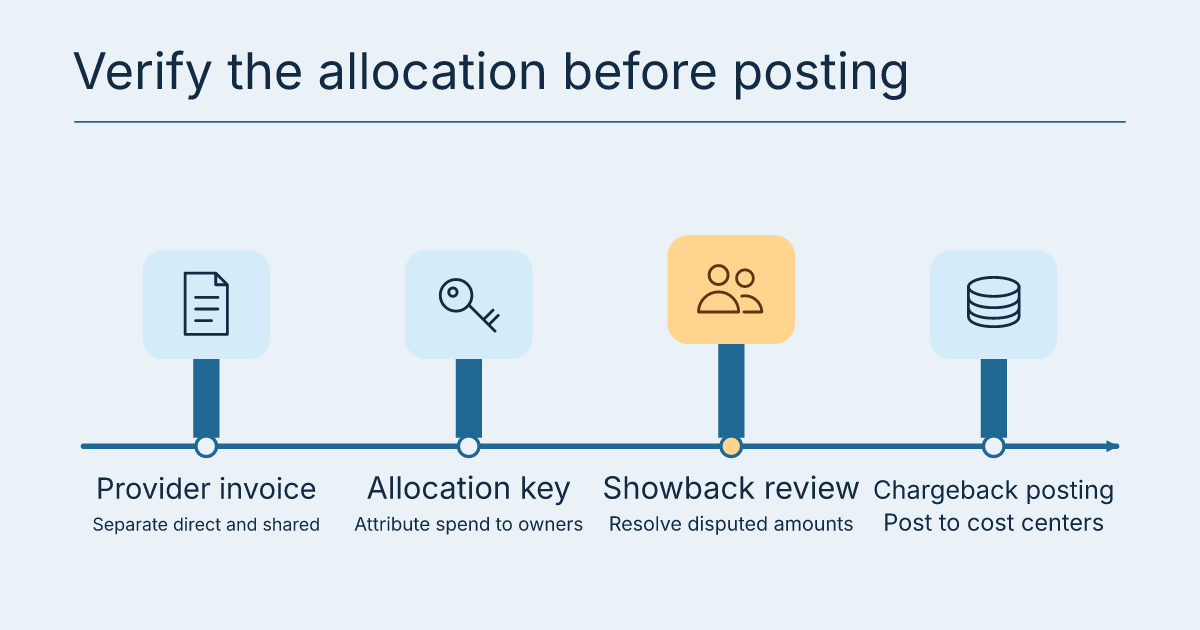 Verify the allocation before posting
Provider invoice
Separate direct and shared
Allocation key
Attribute spend to owners
Showback review
Resolve disputed amounts
Chargeback posting
Post to cost centers